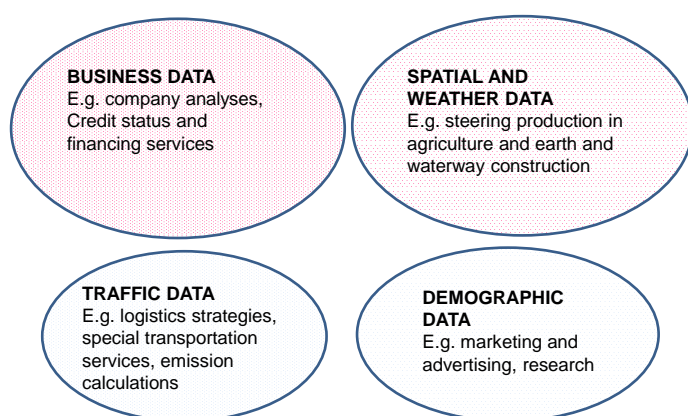 BUSINESS DATA
E.g. company analyses,
Credit status and
financing services
SPATIAL AND
WEATHER DATA
E.g. steering production in
agriculture and earth and
waterway construction
TRAFFIC DATA
E.g. logistics strategies,
special transportation
services, emission
calculations
DEMOGRAPHIC
DATA
E.g. marketing and
advertising, research